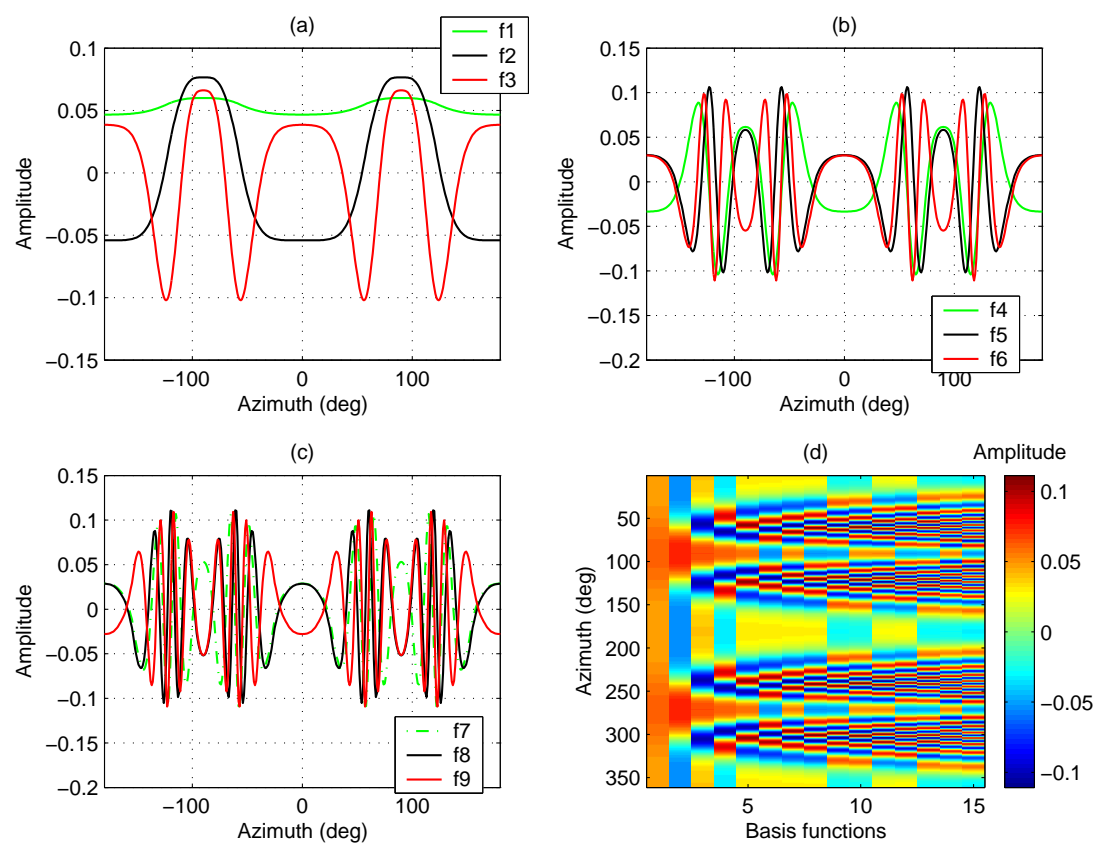 (a)
f1
f2
f3
0.1
0.05
0
−0.05
−0.1
−0.15
Amplitude
−100
0
100
Azimuth (deg)
(b)
0.15
0.1
0.05
0
−0.05
−0.1
−0.15
−0.2
Amplitude
f4
f5
f6
−100
0
100
Azimuth (deg)
(c)
0.15
0.1
0.05
0
−0.05
−0.1
−0.15
−0.2
Amplitude
f7
f8
f9
−100
0
100
Azimuth (deg)
(d)
Amplitude
50
100
150
200
250
300
350
Azimuth (deg)
5
10
15
Basis functions
0.1
0.05
0
−0.05
−0.1